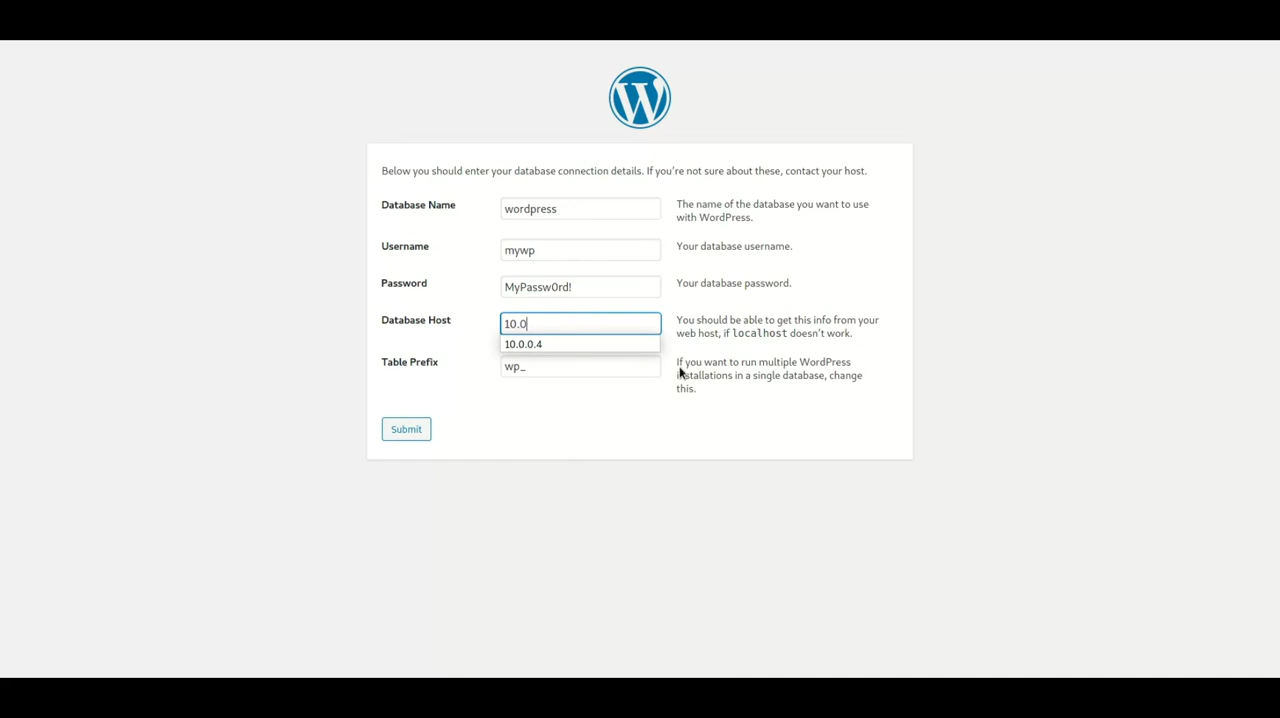 Below you should enter your database connection details. If you're not sure about these, contact your host.
Database Name
wordpress
The name of the database you want to use
with WordPress.
Username
mywp
Your database username.
Password
MyPassw0rd!
Your database password.
Database Host
10.0
10.0.0.4
You should be able to get this info from your
web host, if localhost doesn't work.
Table Prefix
wp_
If you want to run multiple WordPress
installations in a single database, change
this.
Submit